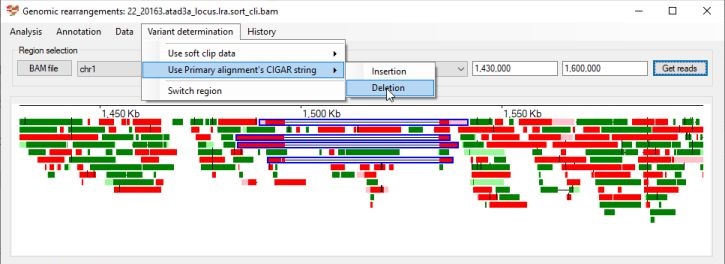 Genomic rearrangements: 22_20163.atad3a_locus.lra.sort_cli.bam
Analysis Annotation Data Variant determination History
Region selection
BAM file chr1 1,430,000 1,600,000 Get reads
Use soft clip data
Use Primary alignment's CIGAR string
Switch region
Insertion
Deletion
1,450 Kb 1,500 Kb 1,550 Kb